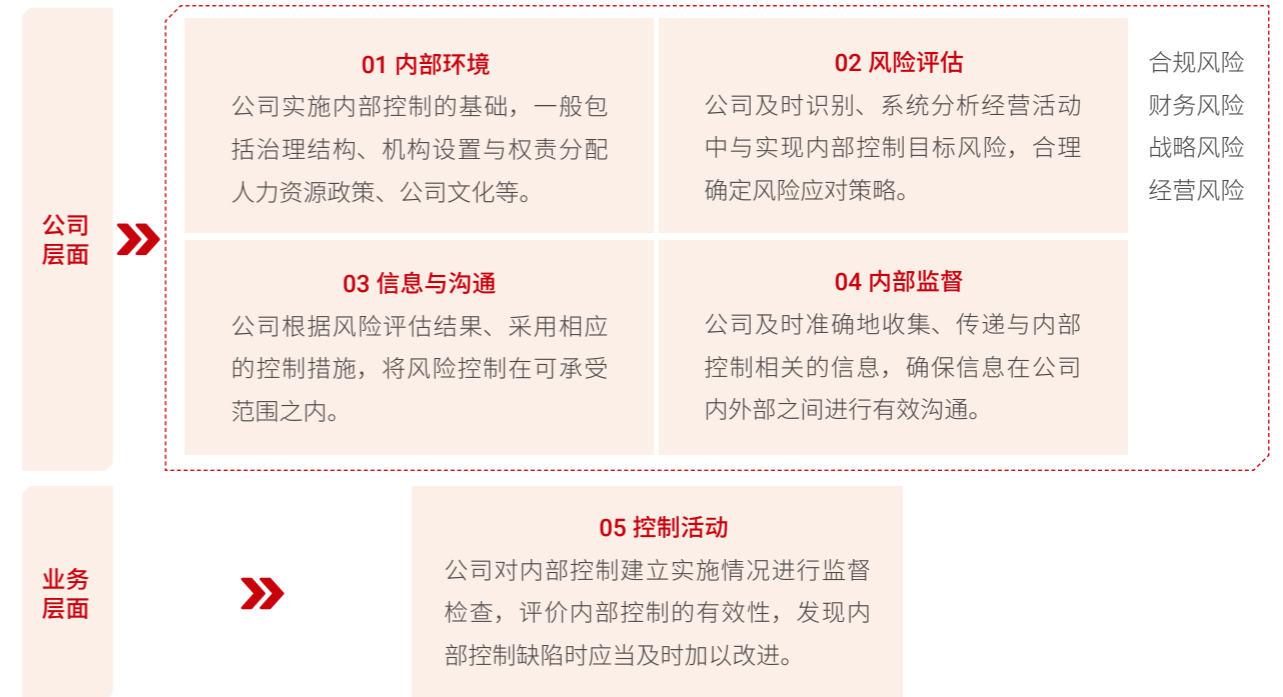 公司
层面
01 内部环境
公司实施内部控制的基础，一般包
括治理结构、机构设置与权责分配
人力资源政策、公司文化等。
02 风险评估
公司及时识别、系统分析经营活动
中与实现内部控制目标风险，合理
确定风险应对策略。
合规风险
财务风险
战略风险
经营风险
03 信息与沟通
公司根据风险评估结果、采用相应
的控制措施，将风险控制在可承受
范围之内。
04 内部监督
公司及时准确地收集、传递与内部
控制相关的信息，确保信息在公司
内外部之间进行有效沟通。
业务
层面
05 控制活动
公司对内部控制建立实施情况进行监督
检查，评价内部控制的有效性，发现内
部控制缺陷时应当及时加以改进。